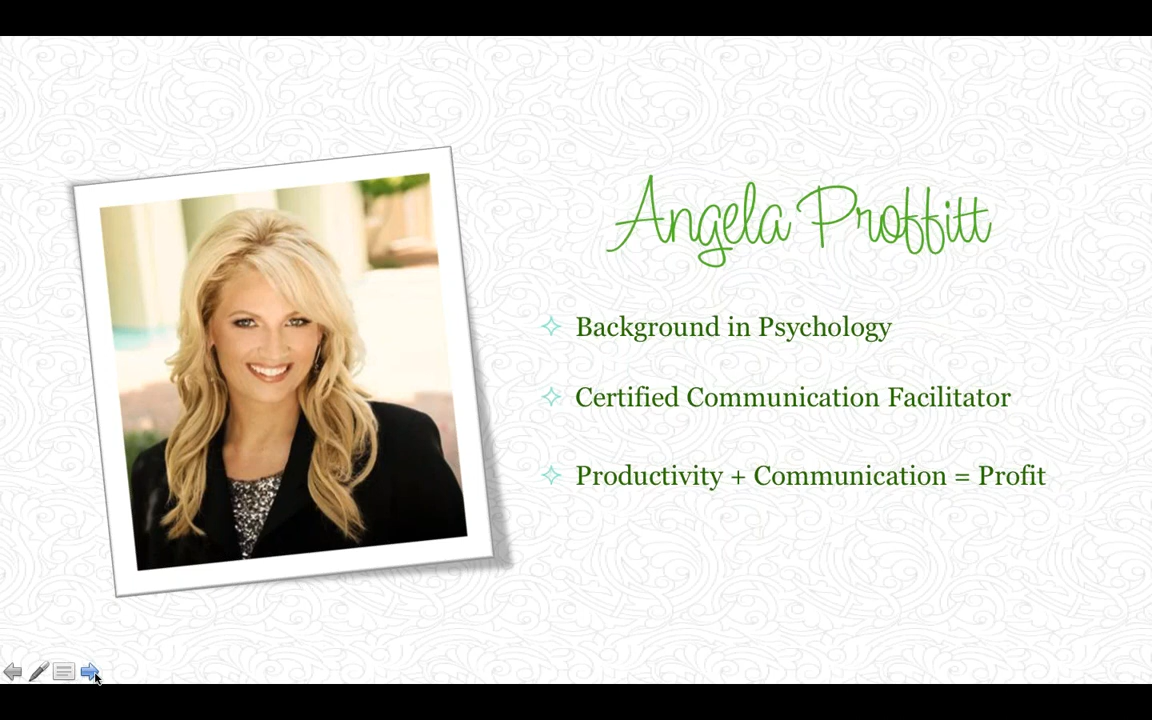 Angela Proffitt
Background in Psychology
Certified Communication Facilitator
Productivity + Communication = Profit